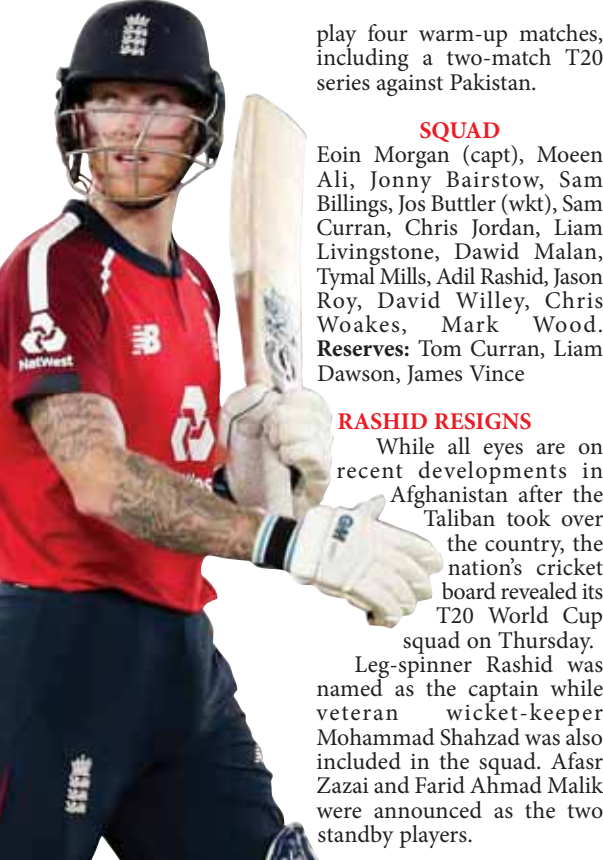 play four warm-up matches,
including a two-match T20
series against Pakistan.
SQUAD
Eoin Morgan (capt), Moeen
Ali, Jonny Bairstow, Sam
Billings, Jos Buttler (wkt), Sam
Curran, Chris Jordan, Liam
Livingstone, Dawid Malan,
Tymal Mills, Adil Rashid, Jason
Roy, David Willey, Chris
Woakes, Mark Wood.
Reserves: Tom Curran, Liam
Dawson, James Vince
RASHID RESIGNS
While all eyes are on
recent developments in
Afghanistan after the
Taliban took over
the country, the
nation's cricket
board revealed its
T20 World Cup
squad on Thursday.
Leg-spinner Rashid was
named as the captain while
veteran wicket-keeper
Mohammad Shahzad was also
included in the squad. Afasr
Zazai and Farid Ahmad Malik
were announced as the two
standby players.
NatWest
NB
GM